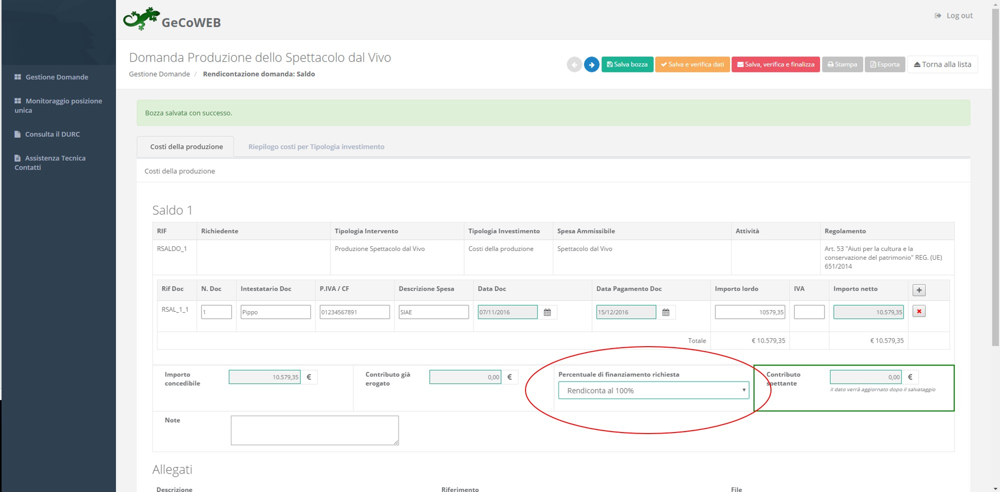 GeCoWEB
Log out
Domanda Produzione dello Spettacolo dal Vivo
Gestione Domande / Rendicontazione domanda: Saldo
Salva bozza
Salva e verifica dati
Salva, verifica e finalizza
Stampa
Esporta
Torna alla lista
Gestione Domande
Monitoraggio posizione
unica
Consulta il DURC
Assistenza Tecnica
Contatti
Bozza salvata con successo.
Costi della produzione
Riepilogo costi per Tipologia investimento
Costi della produzione
Saldo 1
RIF Richiedente Tipologia Intervento Tipologia Investimento Spesa Ammissibile Attività Regolamento
RSALDO_1 Produzione Spettacolo dal Vivo Costi della produzione Spettacolo dal Vivo Art. 53 "Aiuti per la cultura e la
conservazione del patrimonio" REG. (UE)
651/2014
Rif Doc N. Doc Intestatario Doc P.IVA / CF Descrizione Spesa Data Doc Data Pagamento Doc Importo lordo IVA Importo netto +
RSAL_1_1 1 Pippo 01234567891 SIAE 07/11/2016 15/12/2016 10579,35 10.579,35
Totale € 10.579,35 € 10.579,35
Importo
concedibile
10.579,35 €
Contributo già
erogato
0,00 €
Percentuale di finanziamento richiesta
Rendiconta al 100%
Contributo
spettante
0,00 €
il dato verrà aggiornato dopo il salvataggio
Note
Allegati
Descrizione Riferimento File